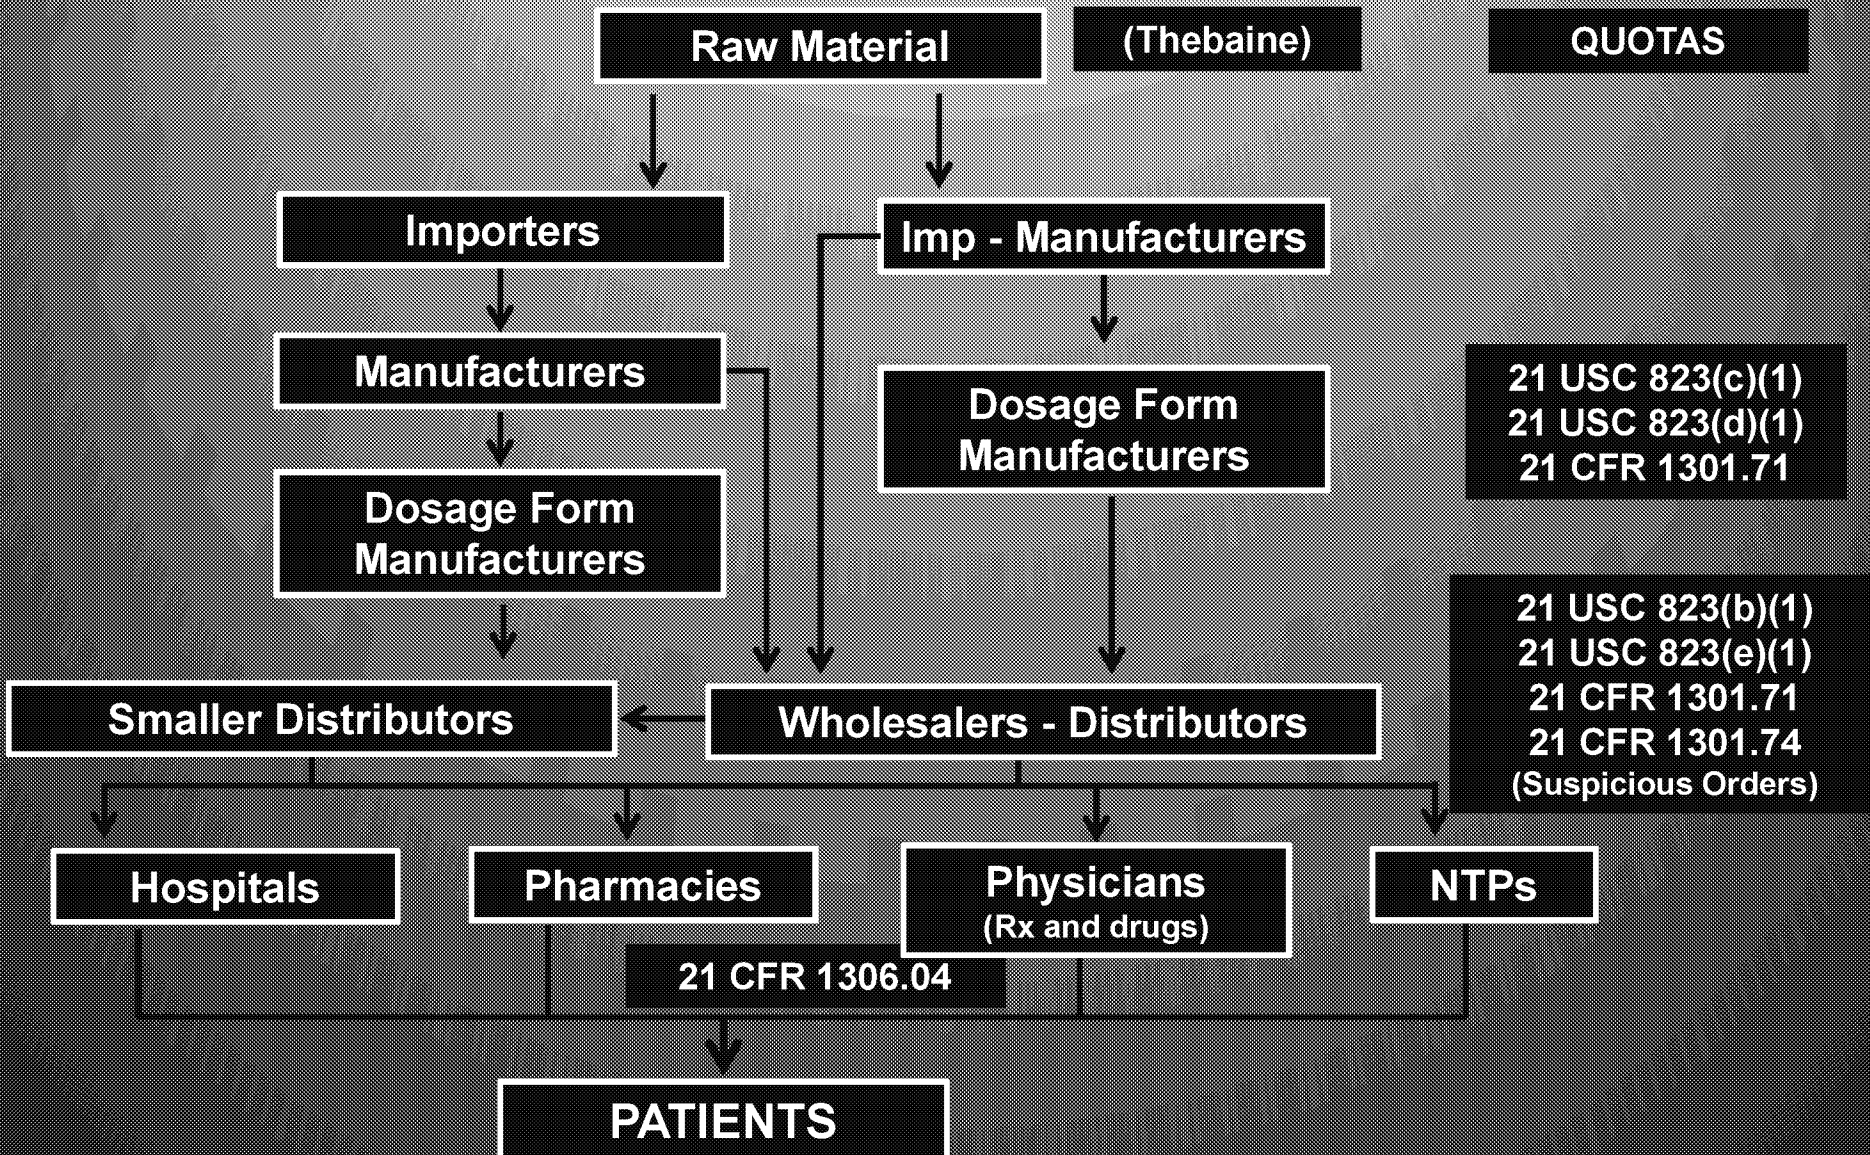 Raw Material
(Thebaine)
QUOTAS
Importers
Imp - Manufacturers
Manufacturers
Dosage Form
Manufacturers
21 USC 823(c)(1)
21 USC 823(d)(1)
21 CFR 1301.71
Dosage Form
Manufacturers
21 USC 823(b)(1)
21 USC 823(e)(1)
21 CFR 1301.71
21 CFR 1301.74
(Suspicious Orders)
Smaller Distributors
Wholesalers - Distributors
Hospitals
Pharmacies
Physicians
(Rx and drugs)
NTPs
21 CFR 1306.04
PATIENTS